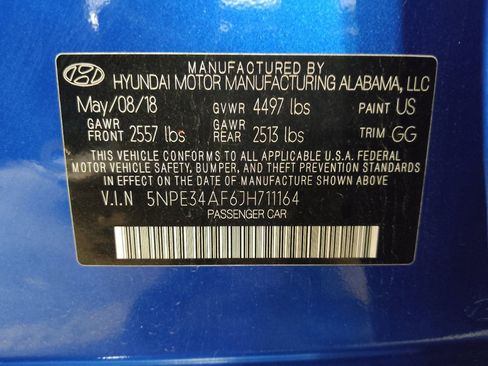 MANUFACTURED BY
HYUNDAI MOTOR MANUFACTURING ALABAMA, LLC
May/08/18 GVWR 4497 lbs PAINT US
GAWR FRONT 2557 lbs GAWR REAR 2513 lbs TRIM GG
THIS VEHICLE CONFORMS TO ALL APPLICABLE U.S.A. FEDERAL
MOTOR VEHICLE SAFETY, BUMPER, AND THEFT PREVENTION STANDARDS
IN EFFECT ON THE DATE OF MANUFACTURE SHOWN ABOVE.
V.I.N 5NPE34AF6JH711164
PASSENGER CAR